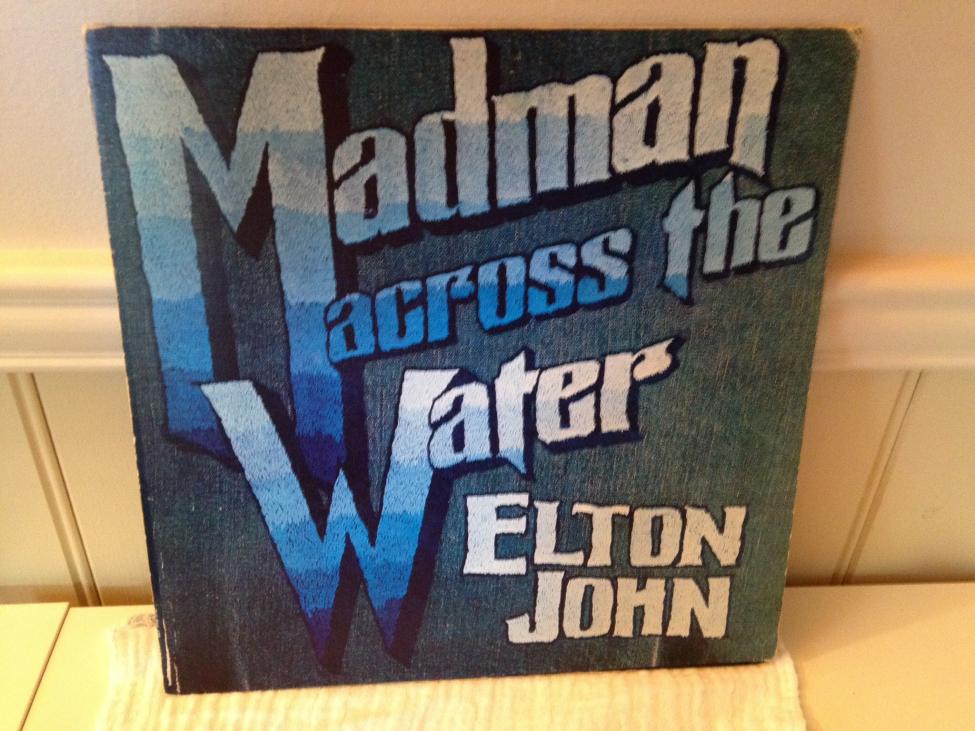 Madman
across the
Water
ELTON
JOHN